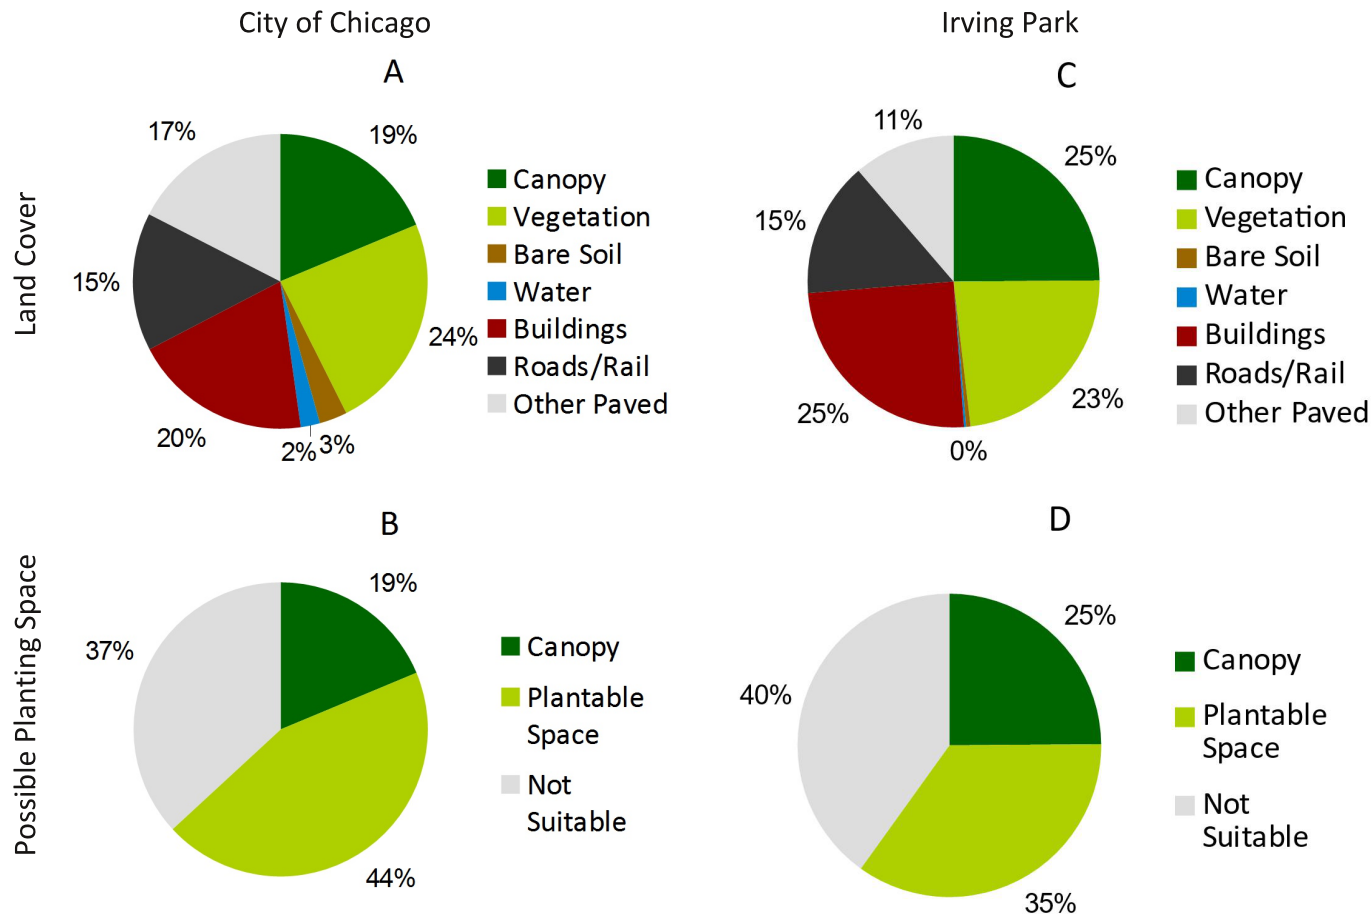 City of Chicago
Irving Park
Land Cover
A
17%
19%
15%
24%
20%
2%
3%
Canopy
Vegetation
Bare Soil
Water
Buildings
Roads/Rail
Other Paved
C
11%
25%
15%
23%
25%
0%
Canopy
Vegetation
Bare Soil
Water
Buildings
Roads/Rail
Other Paved
Possible Planting Space
B
19%
37%
44%
Canopy
Plantable
Space
Not
Suitable
D
25%
40%
35%
Canopy
Plantable
Space
Not
Suitable